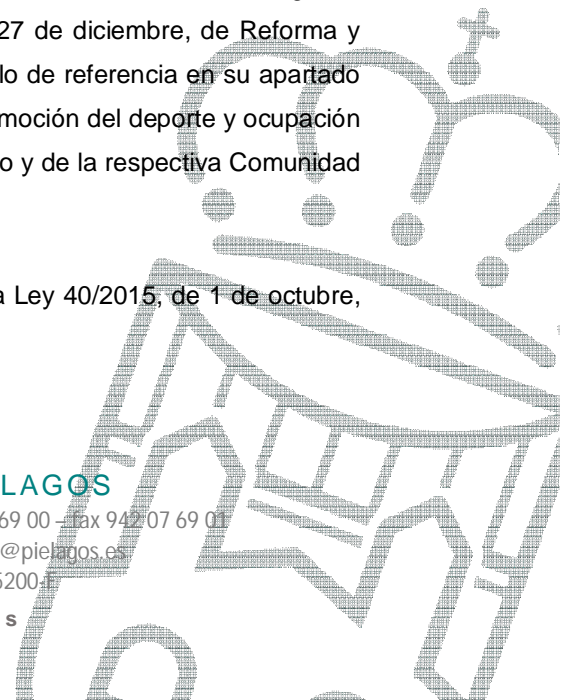 27 de diciembre, de Reforma y
lo de referencia en su apartado
moción del deporte y ocupación
o y de la respectiva Comunidad
a Ley 40/2015, de 1 de octubre,
LAGOS
69 00 – fax 942 07 69 01
@pielagos.es
5200-F
s